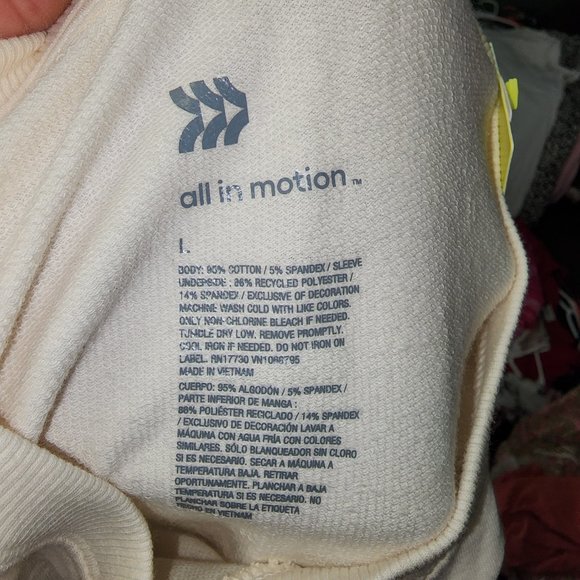 all in motion ™
L
BODY: 95% COTTON / 5% SPANDEX / SLEEVE
UNDERSIDE : 86% RECYCLED POLYESTER /
14% SPANDEX / EXCLUSIVE OF DECORATION
MACHINE WASH COLD WITH LIKE COLORS.
ONLY NON-CHLORINE BLEACH IF NEEDED.
TUMBLE DRY LOW. REMOVE PROMPTLY.
COOL IRON IF NEEDED. DO NOT IRON ON
LABEL. RN17730 VN1086795
MADE IN VIETNAM
CUERPO: 95% ALGODÓN / 5% SPANDEX /
PARTE INFERIOR DE MANGA :
86% POLIÉSTER RECICLADO / 14% SPANDEX
/ EXCLUSIVO DE DECORACIÓN LAVAR A
MÁQUINA CON AGUA FRÍA CON COLORES
SIMILARES. SÓLO BLANQUEADOR SIN CLORO
SI ES NECESARIO. SECAR A MÁQUINA A
TEMPERATURA BAJA. RETIRAR
OPORTUNAMENTE. PLANCHAR A BAJA
TEMPERATURA SI ES NECESARIO. NO
PLANCHAR SOBRE LA ETIQUETA
HECHO EN VIETNAM